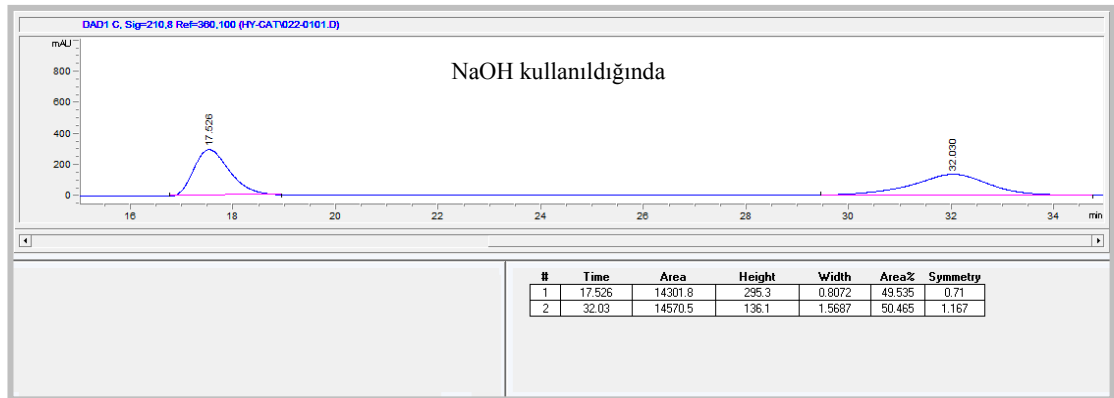 DAD1 C, Sig=210,8 Ref=360,100 (HY-CAT\022-0101.D)
mAU
NaOH kullanıldığında
800
600
400
200
0
17.526
32.030
16 18 20 22 24 26 28 30 32 34 min
# Time Area Height Width Area% Symmetry
1 17.526 14301.8 295.3 0.8072 49.535 0.71
2 32.03 14570.5 136.1 1.5687 50.465 1.167